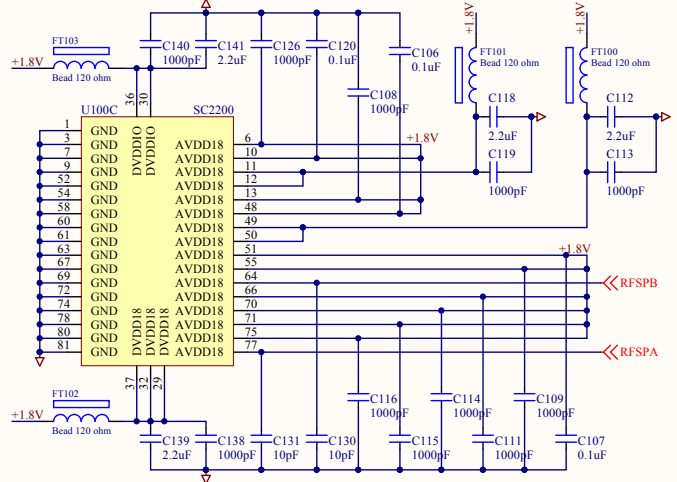 +1.8V
+1.8V
FT103
+1.8V
Bead 120 ohm
C140
1000pF
C141
2.2uF
C126
1000pF
C120
0.1uF
C106
0.1uF
C108
1000pF
FT101
Bead 120 ohm
FT100
Bead 120 ohm
C118
2.2uF
C119
1000pF
C112
2.2uF
C113
1000pF
36
30
U100C
SC2200
DVDDIO
DVDDIO
1 GND
3 GND AVDD18 6 +1.8V
7 GND AVDD18 10
9 GND AVDD18 11
52 GND AVDD18 12
54 GND AVDD18 13
58 GND AVDD18 48
60 GND AVDD18 49
61 GND AVDD18 50
63 GND AVDD18 51 +1.8V
67 GND AVDD18 55
69 GND AVDD18 64 RFSPB
72 GND AVDD18 66
74 GND AVDD18 70
78 GND AVDD18 71
80 GND AVDD18 75
81 GND AVDD18 77 RFSPA
DVDD18
DVDD18
DVDD18
37
32
29
FT102
+1.8V
Bead 120 ohm
C139
2.2uF
C138
1000pF
C131
10pF
C130
10pF
C116
1000pF
C115
1000pF
C114
1000pF
C111
1000pF
C109
1000pF
C107
0.1uF